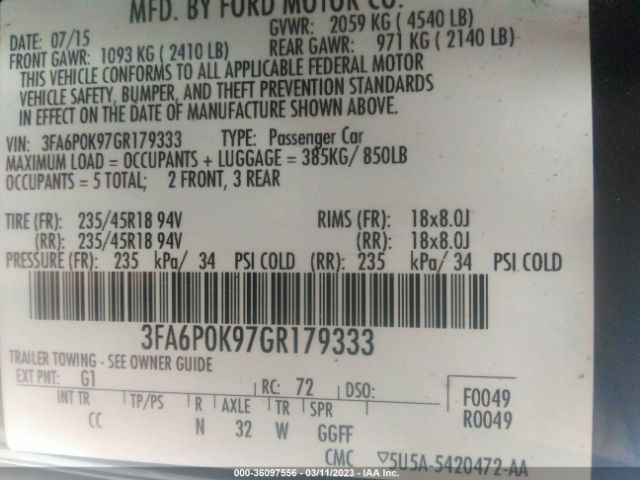 MFD. BY FORD MOTOR CO.
DATE: 07/15 GVWR: 2059 KG ( 4540 LB)
FRONT GAWR: 1093 KG ( 2410 LB) REAR GAWR: 971 KG ( 2140 LB)
THIS VEHICLE CONFORMS TO ALL APPLICABLE FEDERAL MOTOR
VEHICLE SAFETY, BUMPER, AND THEFT PREVENTION STANDARDS
IN EFFECT ON THE DATE OF MANUFACTURE SHOWN ABOVE.
VIN: 3FA6P0K97GR179333 TYPE: Passenger Car
MAXIMUM LOAD = OCCUPANTS + LUGGAGE = 385KG/ 850LB
OCCUPANTS = 5 TOTAL; 2 FRONT, 3 REAR
TIRE (FR): 235/45R18 94V RIMS (FR): 18x8.0J
(RR): 235/45R18 94V (RR): 18x8.0J
PRESSURE (FR): 235 kPa/ 34 PSI COLD (RR): 235 kPa/ 34 PSI COLD
3FA6P0K97GR179333
TRAILER TOWING - SEE OWNER GUIDE
EXT PNT: G1 RC: 72 DSO: F0049
INT TR TP/PS R AXLE TR SPR R0049
CC N 32 W GGFF
CMC ▽5U5A-5420472-AA
000-36097556 - 03/11/2023 - IAA Inc.